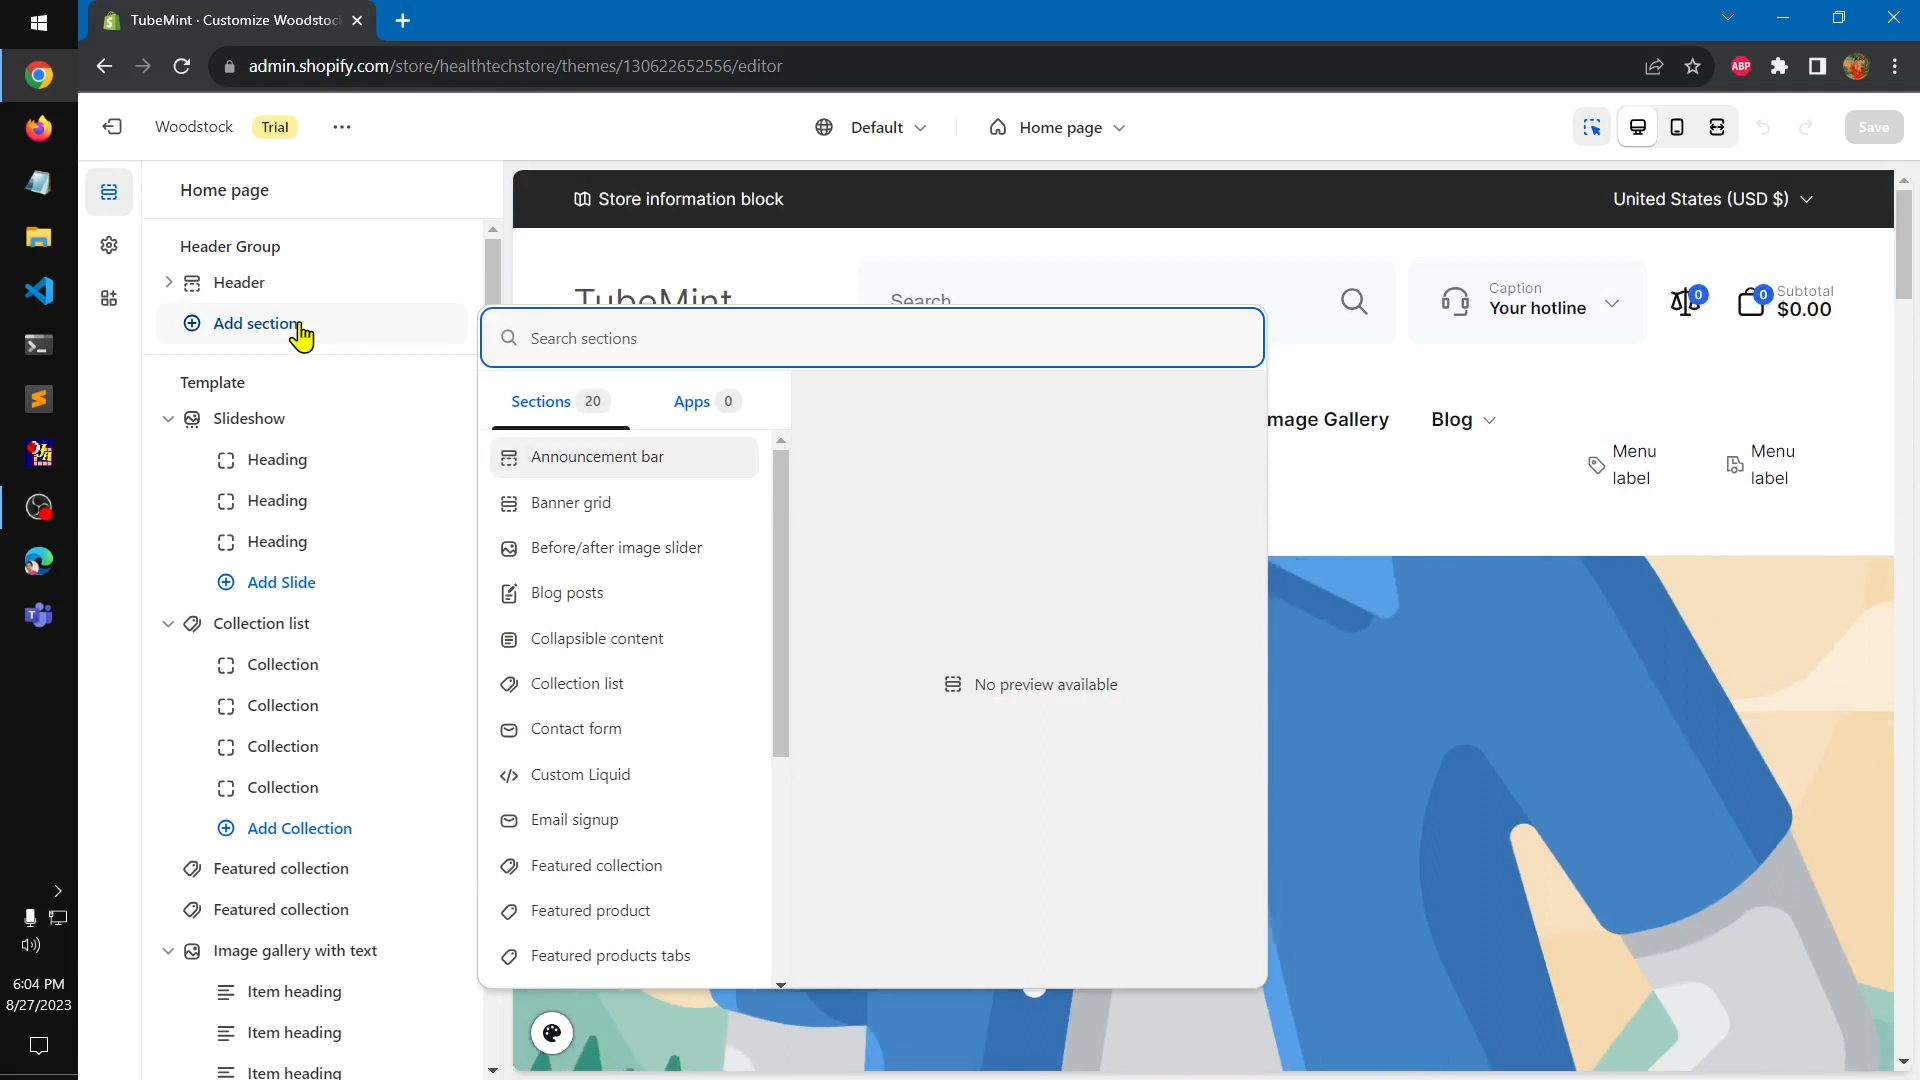 TubeMint · Customize Woodstoc
admin.shopify.com/store/healthtechstore/themes/130622652556/editor
ABP
Woodstock
Trial
Default
Home page
Save
Home page
Header Group
Header
Add section
Template
Slideshow
Heading
Heading
Heading
Add Slide
Collection list
Collection
Collection
Collection
Collection
Add Collection
Featured collection
Featured collection
Image gallery with text
Item heading
Item heading
Item heading
Store information block
United States (USD $)
TubeMint
Search
Caption
Your hotline
0
0
Subtotal
$0.00
mage Gallery
Blog
Menu
label
Menu
label
Search sections
Sections 20
Apps 0
Announcement bar
Banner grid
Before/after image slider
Blog posts
Collapsible content
Collection list
Contact form
Custom Liquid
Email signup
Featured collection
Featured product
Featured products tabs
No preview available
6:04 PM
8/27/2023